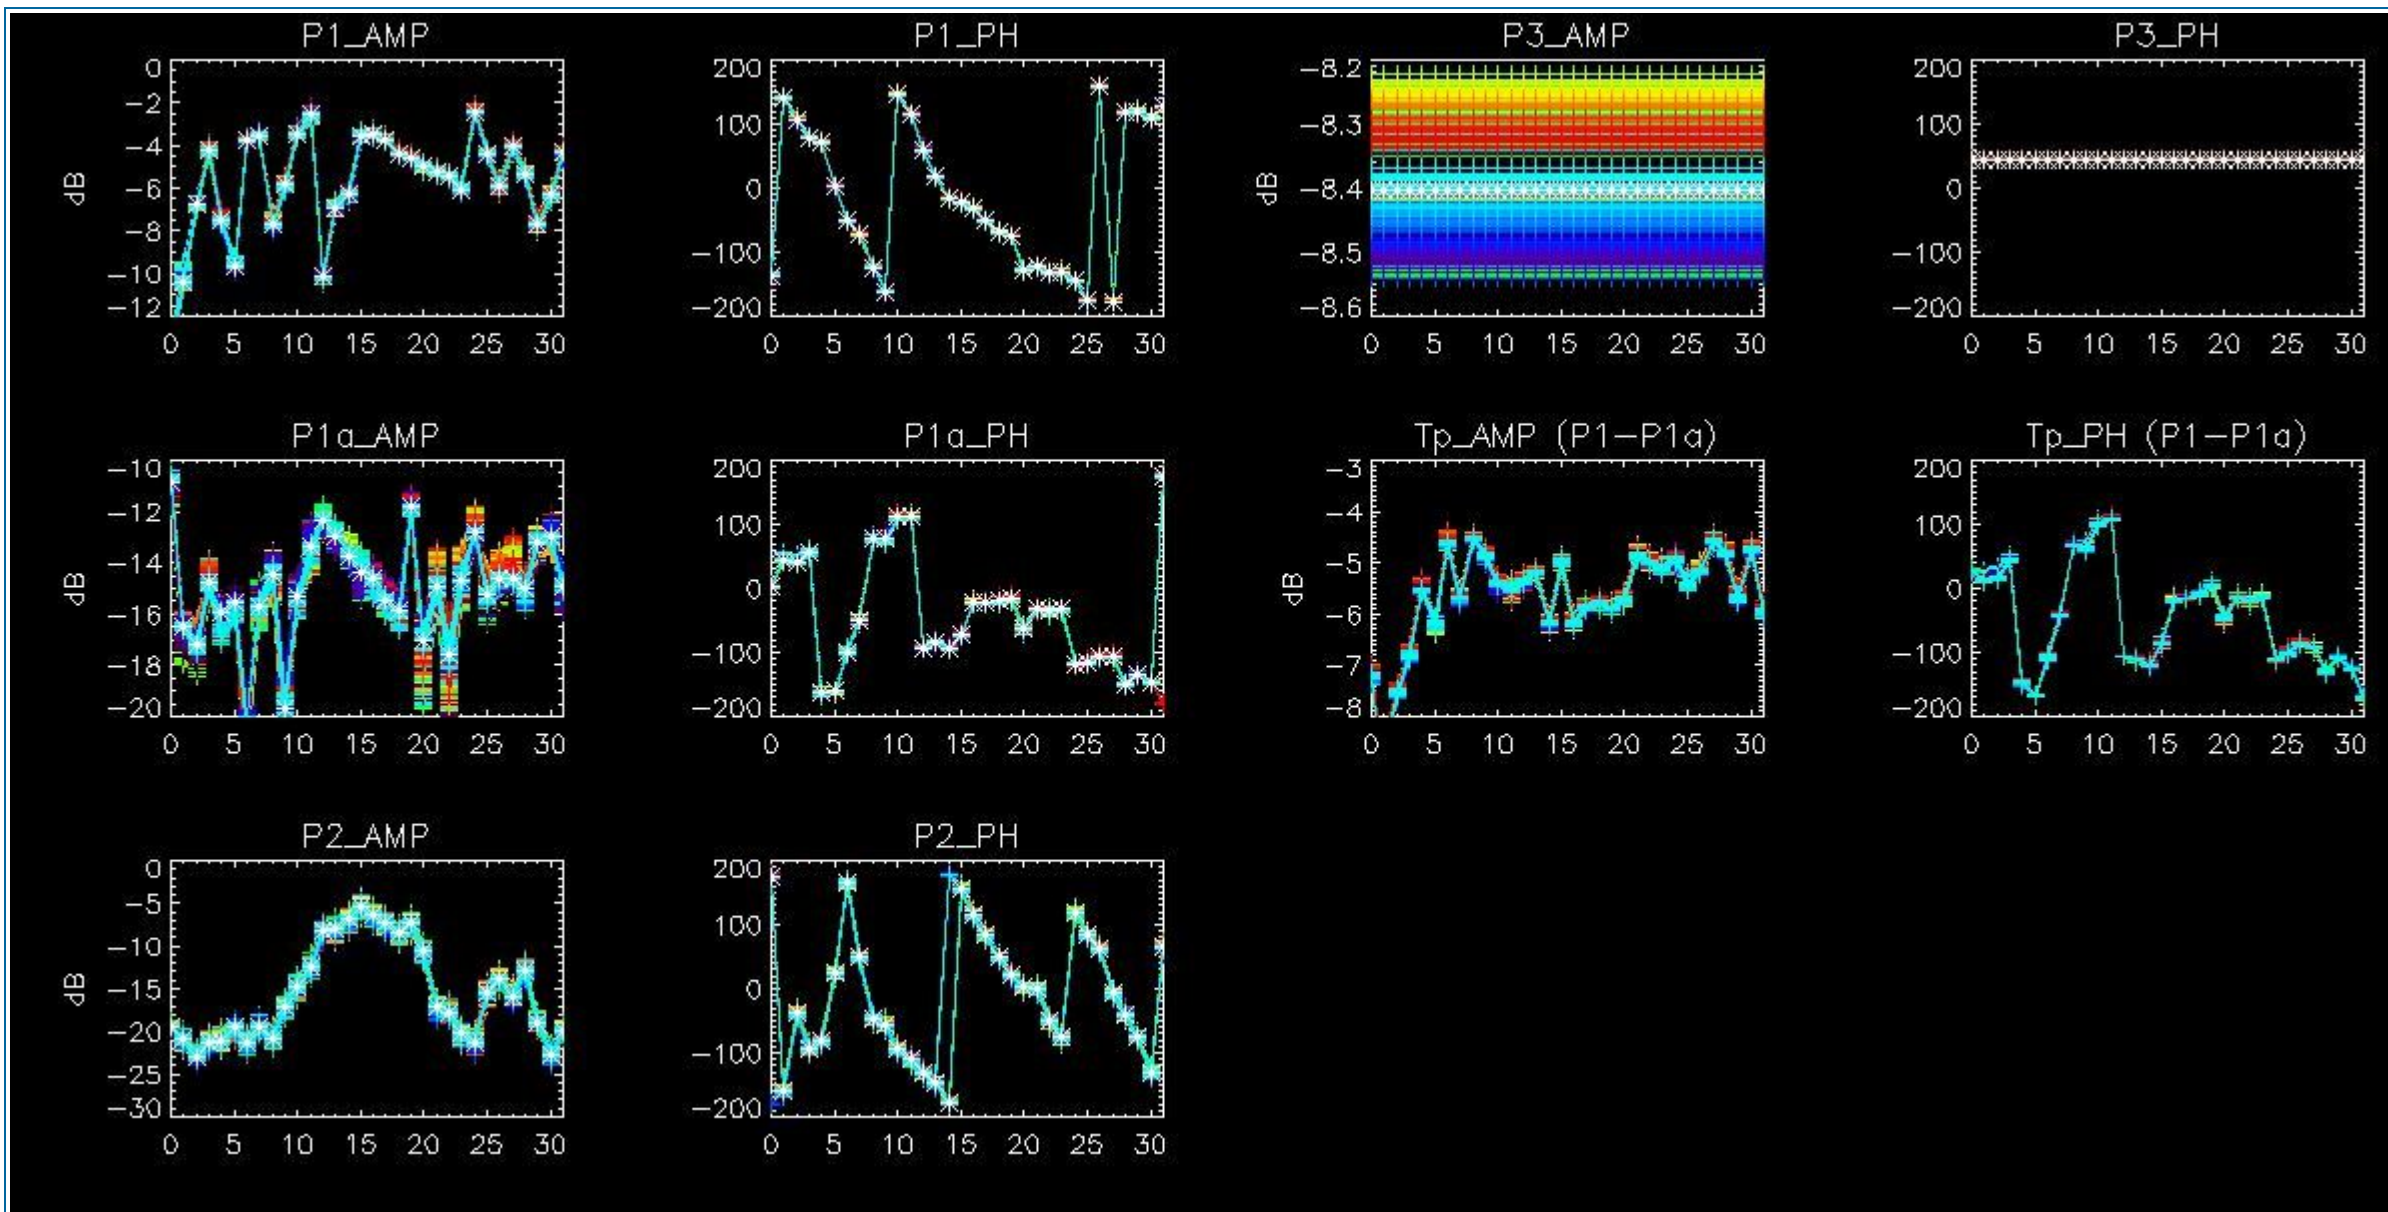 P1_AMP
0
−2
−4
−6
−8
−10
−12
dB
0 5 10 15 20 25 30
P1_PH
200
100
0
−100
−200
0 5 10 15 20 25 30
P3_AMP
−8.2
−8.3
−8.4
−8.5
−8.6
dB
0 5 10 15 20 25 30
P3_PH
200
100
0
−100
−200
0 5 10 15 20 25 30
P1a_AMP
−10
−12
−14
−16
−18
−20
dB
0 5 10 15 20 25 30
P1a_PH
200
100
0
−100
−200
0 5 10 15 20 25 30
Tp_AMP (P1−P1a)
−3
−4
−5
−6
−7
−8
dB
0 5 10 15 20 25 30
Tp_PH (P1−P1a)
200
100
0
−100
−200
0 5 10 15 20 25 30
P2_AMP
0
−5
−10
−15
−20
−25
−30
dB
0 5 10 15 20 25 30
P2_PH
200
100
0
−100
−200
0 5 10 15 20 25 30